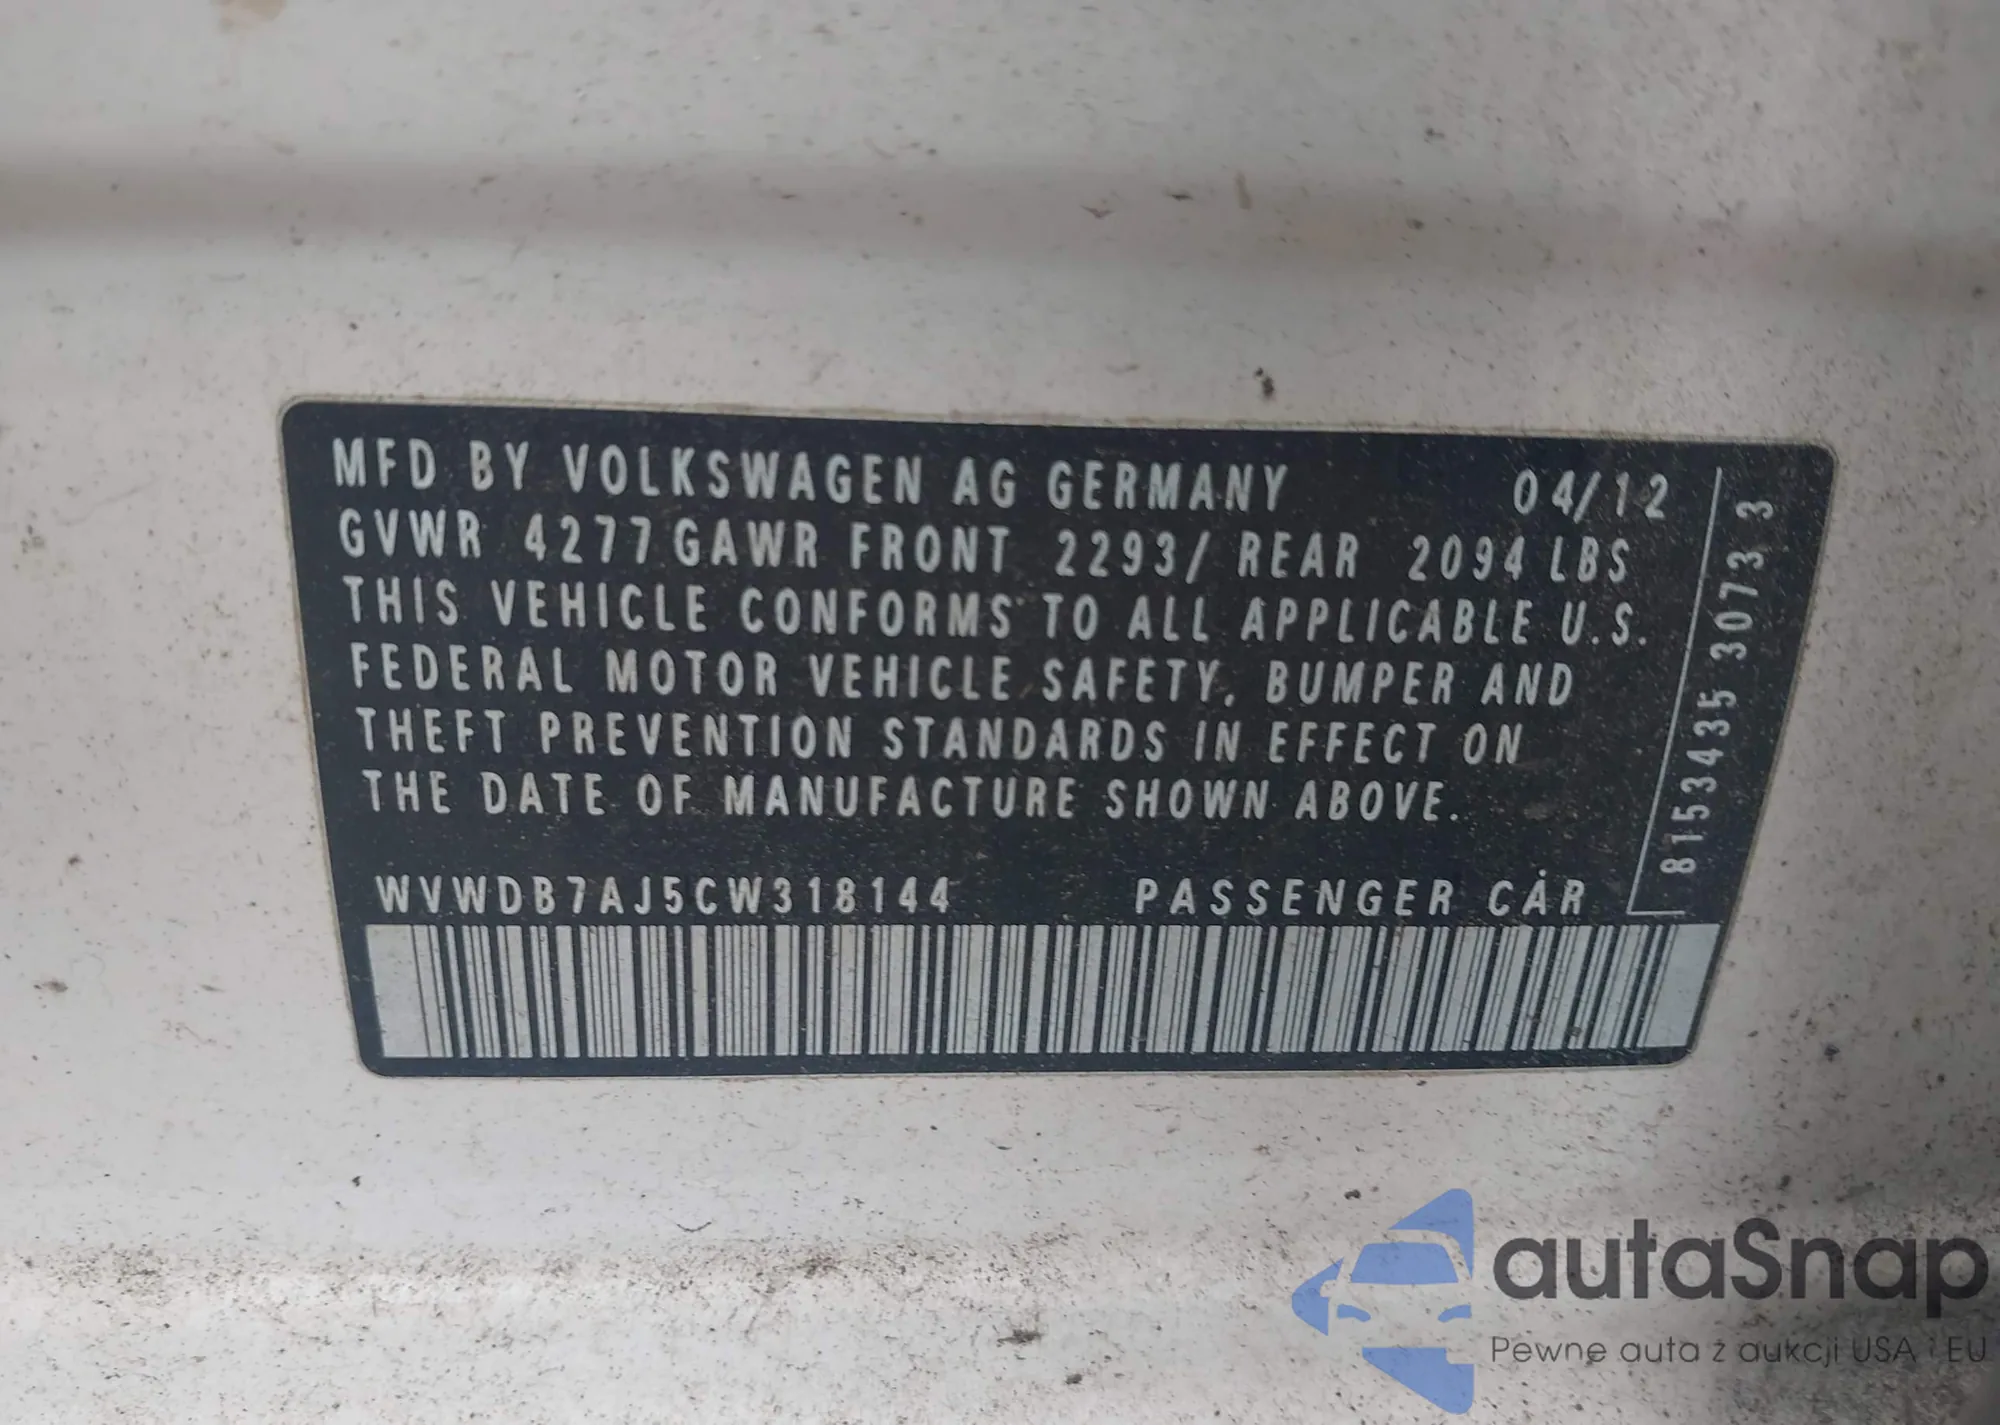 MFD BY VOLKSWAGEN AG GERMANY 04/12
GVWR 4277 GAWR FRONT 2293/ REAR 2094 LBS
THIS VEHICLE CONFORMS TO ALL APPLICABLE U.S.
FEDERAL MOTOR VEHICLE SAFETY, BUMPER AND
THEFT PREVENTION STANDARDS IN EFFECT ON
THE DATE OF MANUFACTURE SHOWN ABOVE.
WVWDB7AJ5CW318144 PASSENGER CAR
8153435 3073 3
autaSnap
Pewne auta z aukcji USA i EU